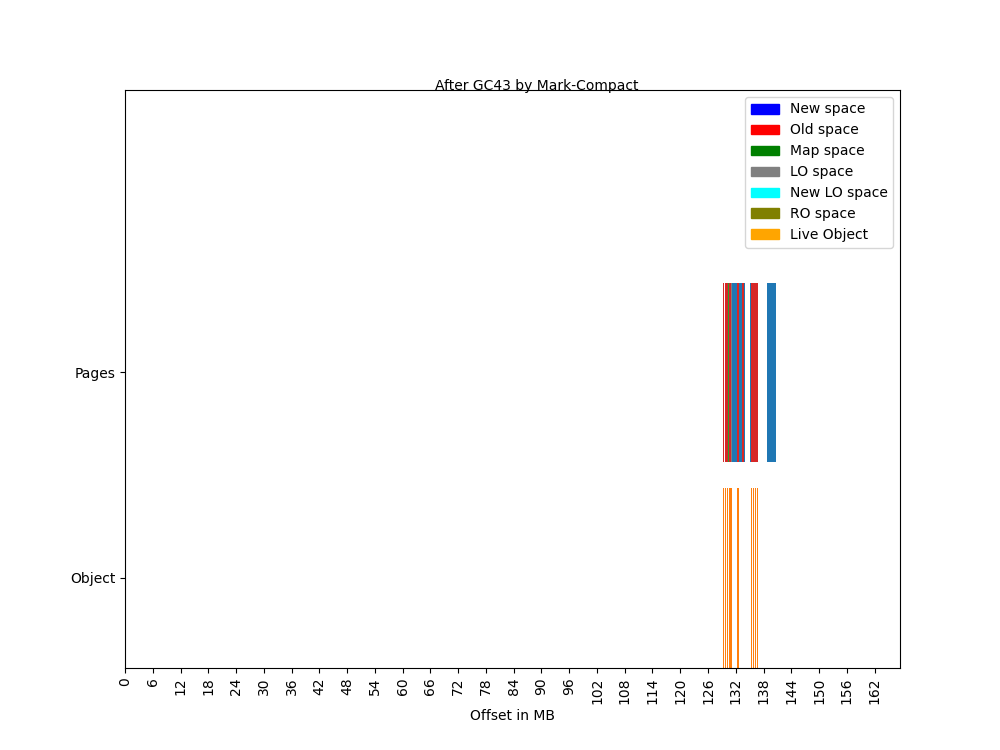 After GC43 by Mark-Compact
New space
Old space
Map space
LO space
New LO space
RO space
Live Object
Pages
Object
0 6 12 18 24 30 36 42 48 54 60 66 72 78 84 90 96 102 108 114 120 126 132 138 144 150 156 162
Offset in MB